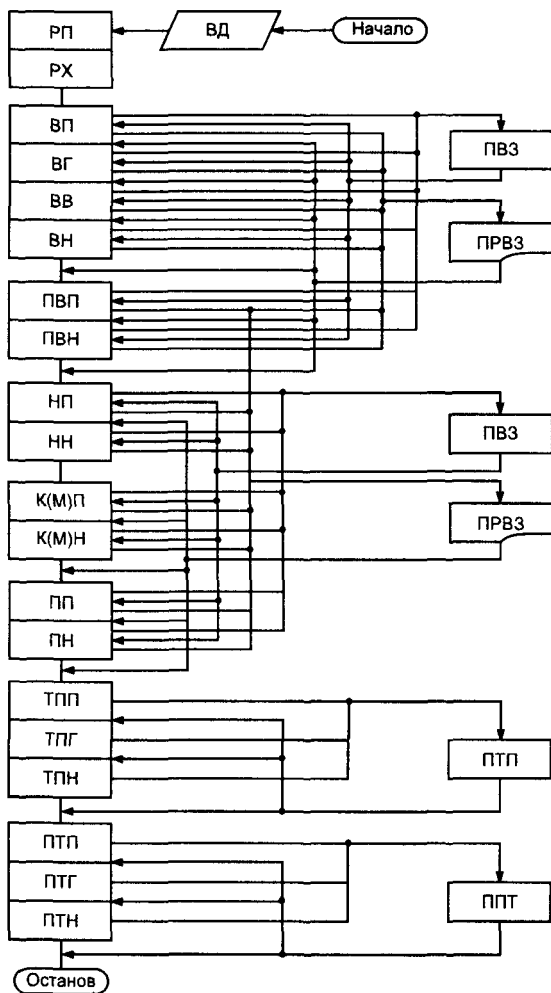 РП
ВД
Начало
РХ
ВП
ПВЗ
ВГ
ВВ
ПРВЗ
ВН
ПВП
ПВН
НП
ПВЗ
НН
К(М)П
ПРВЗ
К(М)Н
ПП
ПН
ТПП
ТПГ
ПТП
ТПН
ПТП
ПТГ
ППТ
ПТН
Останов